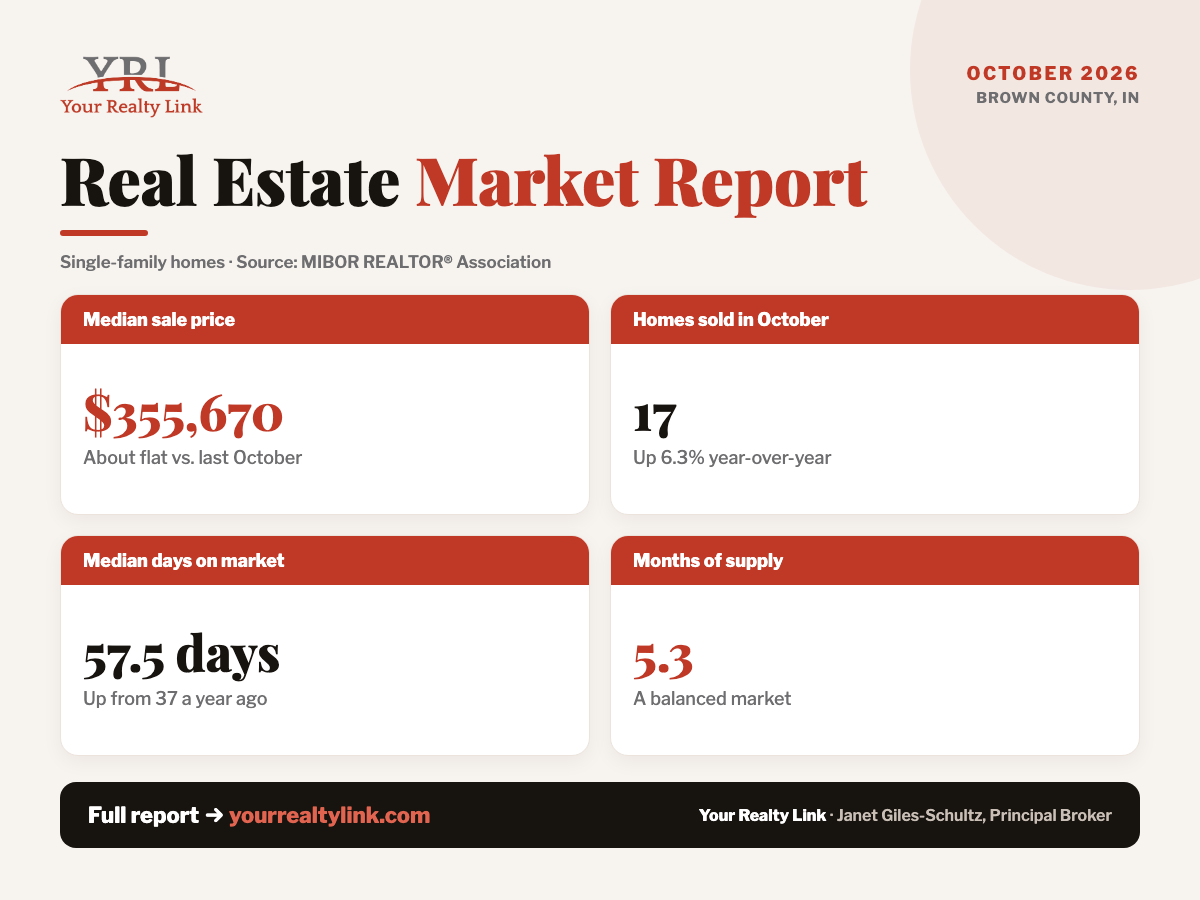 YRL
Your Realty Link
OCTOBER 2026
BROWN COUNTY, IN
Real Estate Market Report
Single-family homes · Source: MIBOR REALTOR® Association
Median sale price
$355,670
About flat vs. last October
Homes sold in October
17
Up 6.3% year-over-year
Median days on market
57.5 days
Up from 37 a year ago
Months of supply
5.3
A balanced market
Full report → yourrealtylink.com
Your Realty Link · Janet Giles-Schultz, Principal Broker